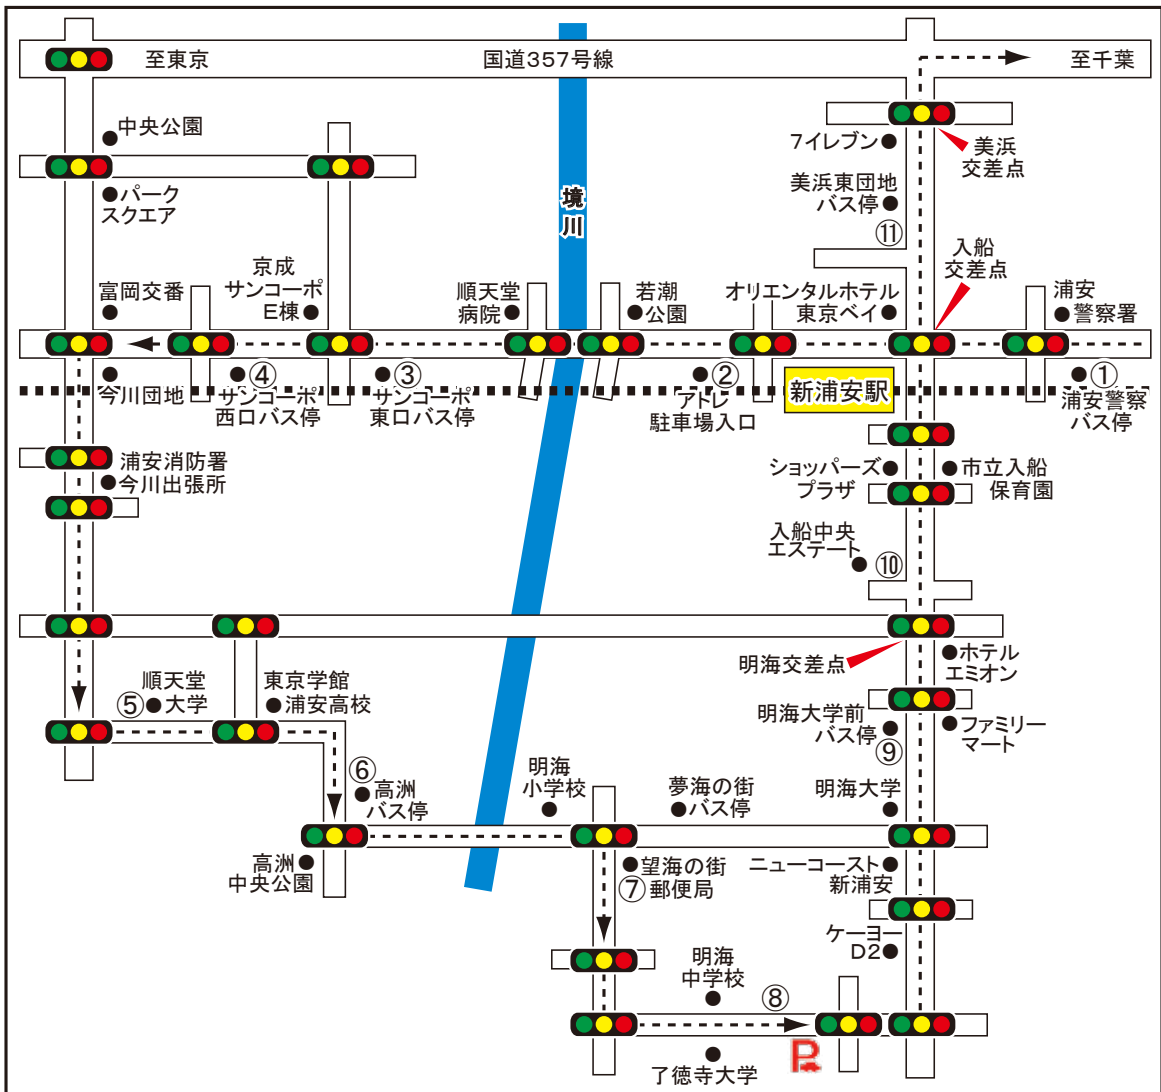 至東京
国道357号線
至千葉
中央公園
7イレブン
美浜
交差点
パーク
スクエア
境川
美浜東団地
バス停
⑪
入船
交差点
富岡交番
京成
サンコーポ
E棟
順天堂
病院
若潮
公園
オリエンタルホテル
東京ベイ
浦安
警察署
今川団地
④
サンコーポ
西口バス停
③
サンコーポ
東口バス停
②
アトレ
駐車場入口
新浦安駅
①
浦安警察
バス停
浦安消防署
今川出張所
ショッパーズ
プラザ
市立入船
保育園
入船中央
エステート
⑩
明海交差点
ホテル
エミオン
⑤
順天堂
大学
東京学館
浦安高校
明海大学前
バス停
⑨
ファミリー
マート
⑥
高洲
バス停
明海
小学校
夢海の街
バス停
明海大学
高洲
中央公園
望海の街
⑦郵便局
ニューコースト
新浦安
ケーヨー
D2
明海
中学校
⑧
P
了徳寺大学